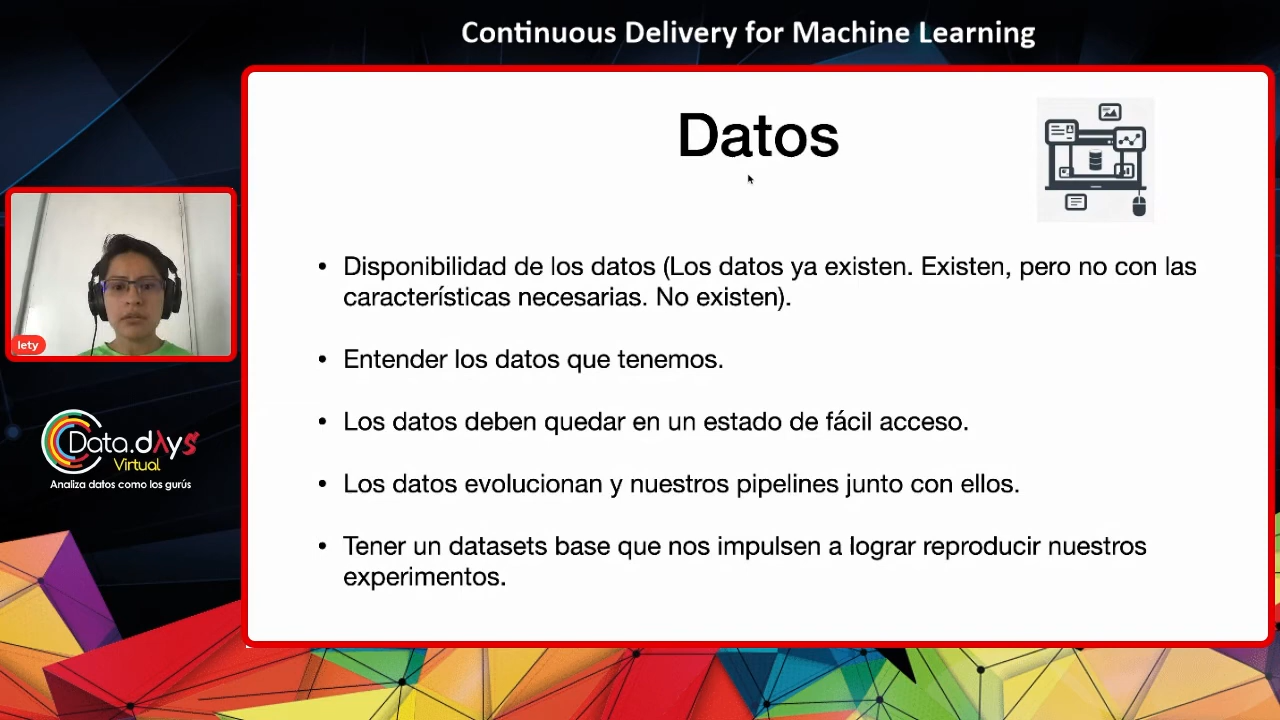 Continuous Delivery for Machine Learning
Datos
• Disponibilidad de los datos (Los datos ya existen. Existen, pero no con las
características necesarias. No existen).
• Entender los datos que tenemos.
• Los datos deben quedar en un estado de fácil acceso.
• Los datos evolucionan y nuestros pipelines junto con ellos.
• Tener un datasets base que nos impulsen a lograr reproducir nuestros
experimentos.
lety
Data.dAys
Virtual
Analiza datos como los gurús